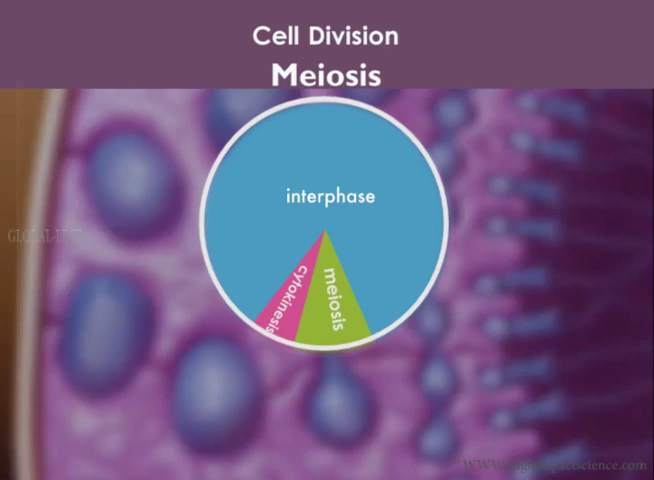 Cell Division
Meiosis
interphase
cytokinesis
meiosis